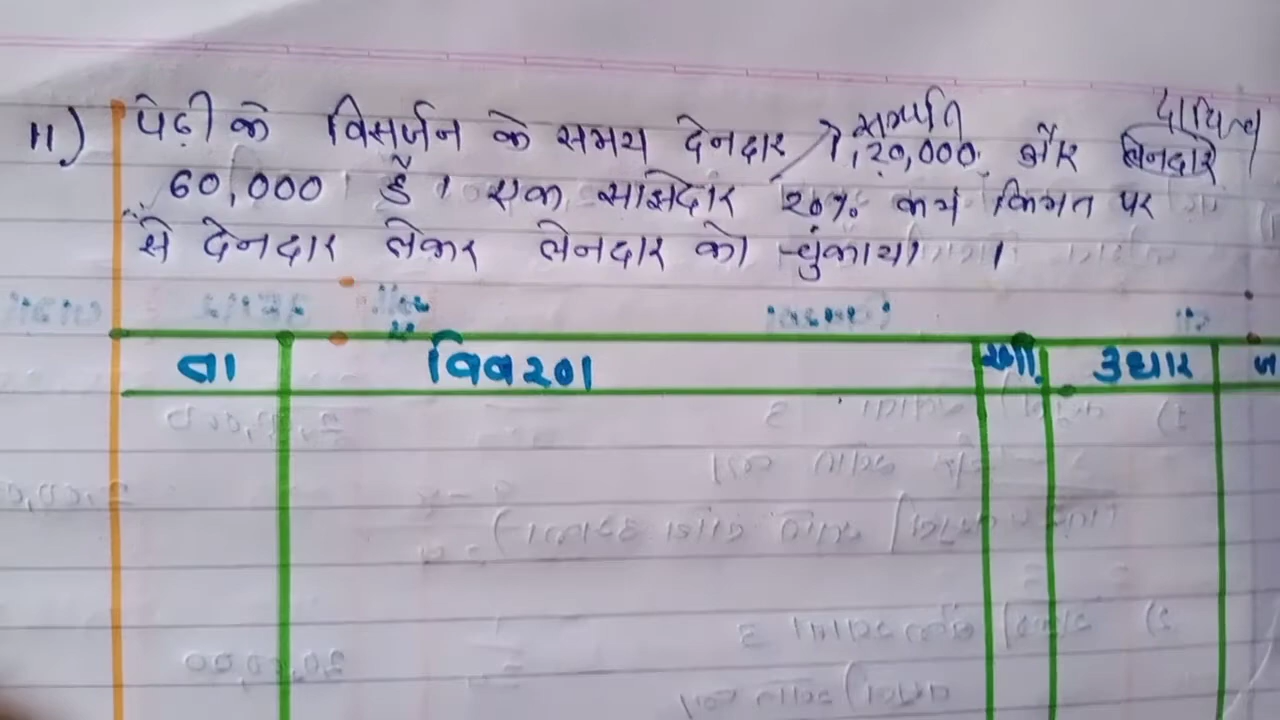 सम्पति दायित्व
11) पेढ़ी के विसर्जन के समय देनदार 1,20,000 और लेनदार
60,000 है। एक साझेदार 20% कम किमत पर
से देनदार लेकर लेनदार को चुंकाया ।
ता विवरण उधार